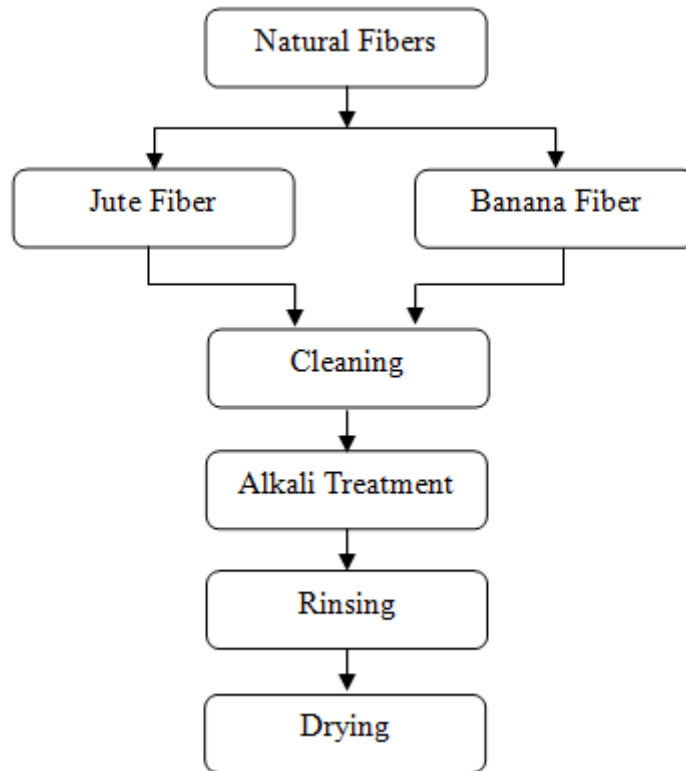 Natural Fibers
Jute Fiber
Banana Fiber
Cleaning
Alkali Treatment
Rinsing
Drying